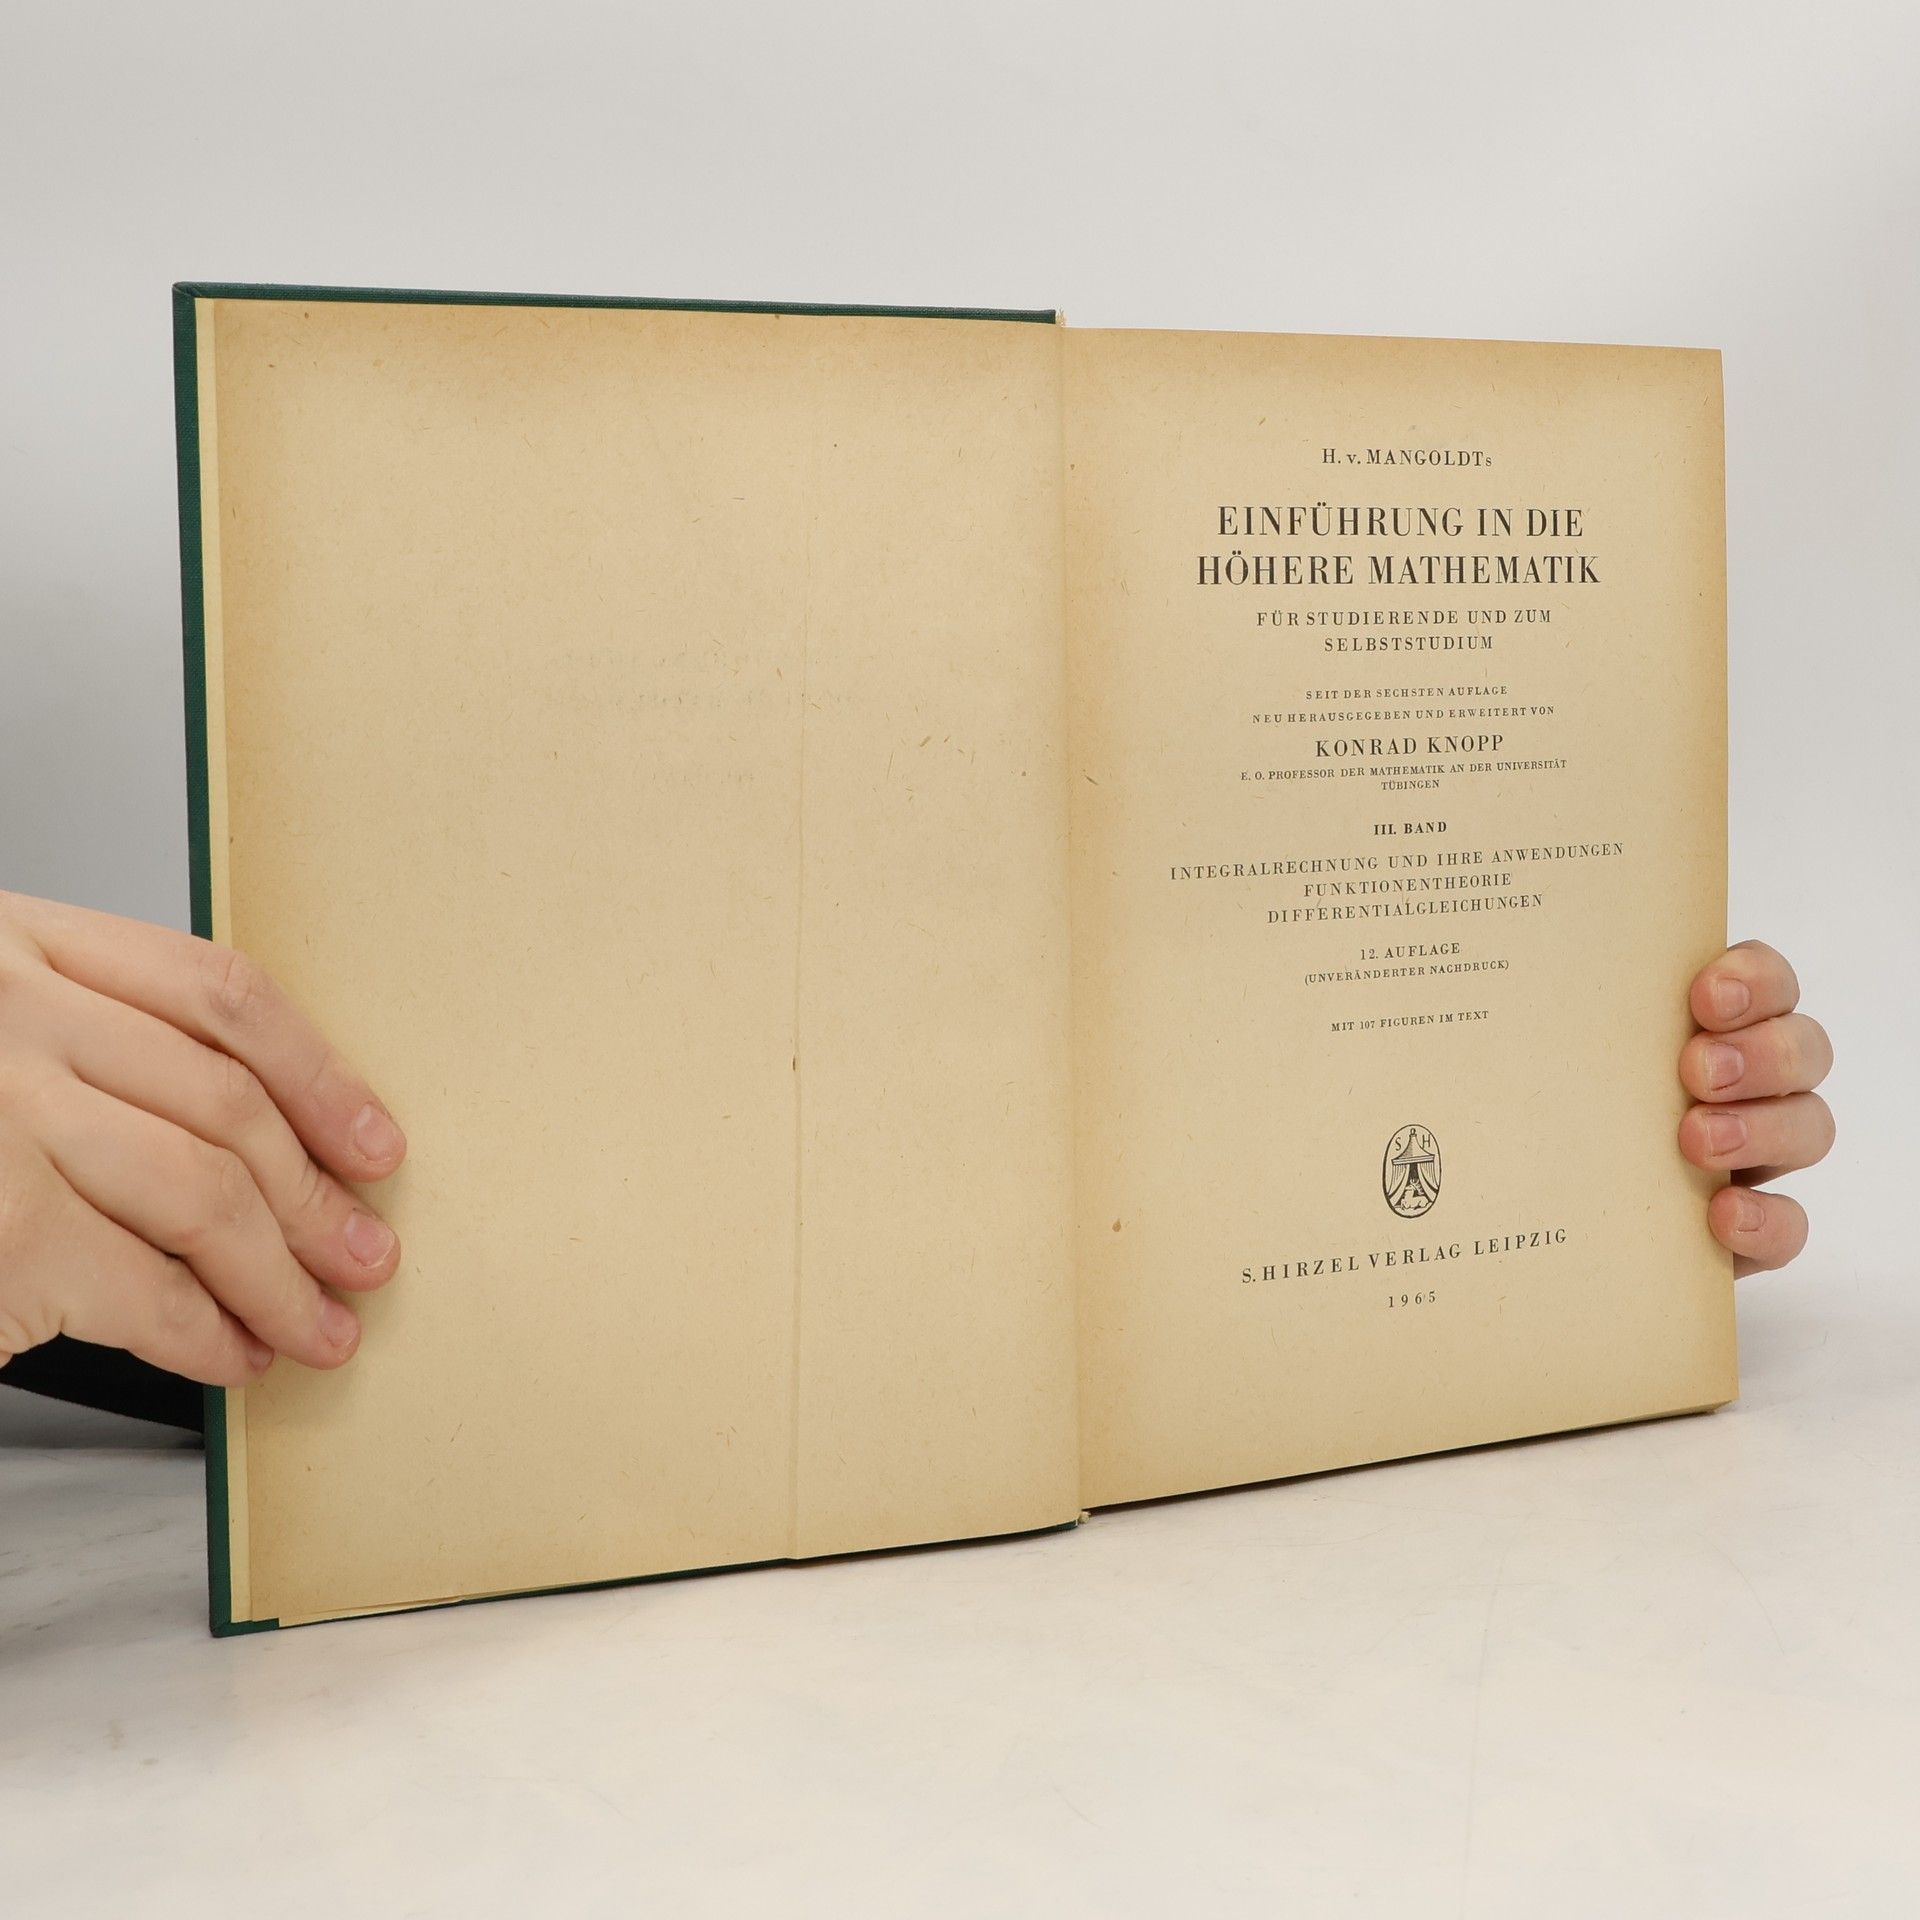 H. v. MANGOLDTs
EINFÜHRUNG IN DIE
HÖHERE MATHEMATIK
FÜR STUDIERENDE UND ZUM
SELBSTSTUDIUM
SEIT DER SECHSTEN AUFLAGE
NEU HERAUSGEGEBEN UND ERWEITERT VON
KONRAD KNOPP
E. O. PROFESSOR DER MATHEMATIK AN DER UNIVERSITÄT
TÜBINGEN
III. BAND
INTEGRALRECHNUNG UND IHRE ANWENDUNGEN
FUNKTIONENTHEORIE
DIFFERENTIALGLEICHUNGEN
12. AUFLAGE
(UNVERÄNDERTER NACHDRUCK)
MIT 107 FIGUREN IM TEXT
S H
S. HIRZEL VERLAG LEIPZIG
1965